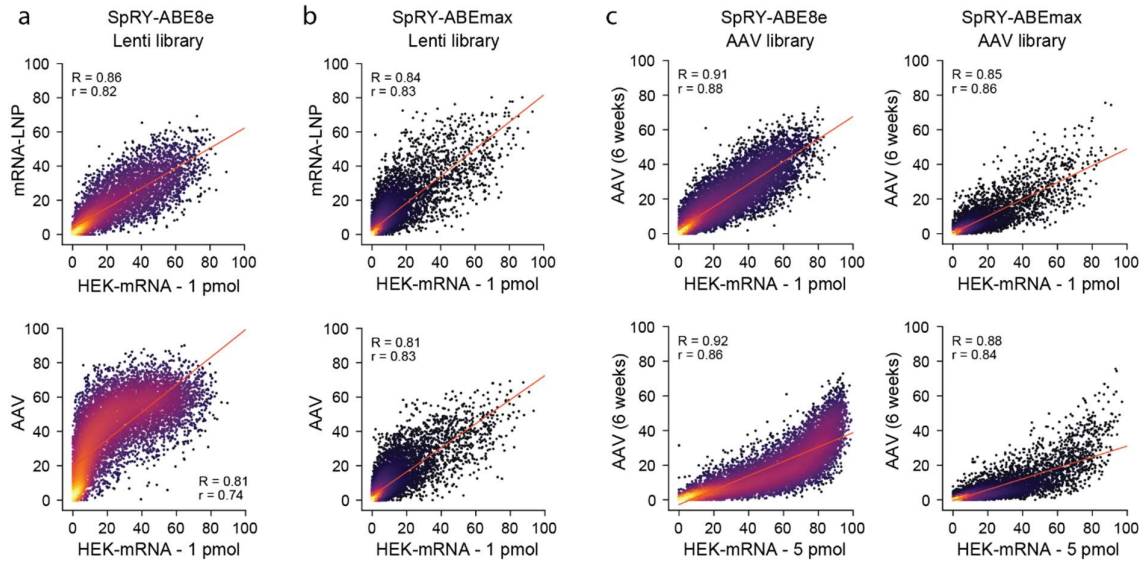 a
SpRY-ABE8e
Lenti library
R = 0.86
r = 0.82
mRNA-LNP
100
80
60
40
20
0
0 20 40 60 80 100
HEK-mRNA - 1 pmol
R = 0.81
r = 0.74
AAV
100
80
60
40
20
0
0 20 40 60 80 100
HEK-mRNA - 1 pmol
b
SpRY-ABEmax
Lenti library
R = 0.84
r = 0.83
mRNA-LNP
100
80
60
40
20
0
0 20 40 60 80 100
HEK-mRNA - 1 pmol
R = 0.81
r = 0.83
AAV
100
80
60
40
20
0
0 20 40 60 80 100
HEK-mRNA - 1 pmol
c
SpRY-ABE8e
AAV library
R = 0.91
r = 0.88
AAV (6 weeks)
100
80
60
40
20
0
0 20 40 60 80 100
HEK-mRNA - 1 pmol
R = 0.92
r = 0.86
AAV (6 weeks)
100
80
60
40
20
0
0 20 40 60 80 100
HEK-mRNA - 5 pmol
SpRY-ABEmax
AAV library
R = 0.85
r = 0.86
AAV (6 weeks)
100
80
60
40
20
0
0 20 40 60 80 100
HEK-mRNA - 1 pmol
R = 0.88
r = 0.84
AAV (6 weeks)
100
80
60
40
20
0
0 20 40 60 80 100
HEK-mRNA - 5 pmol